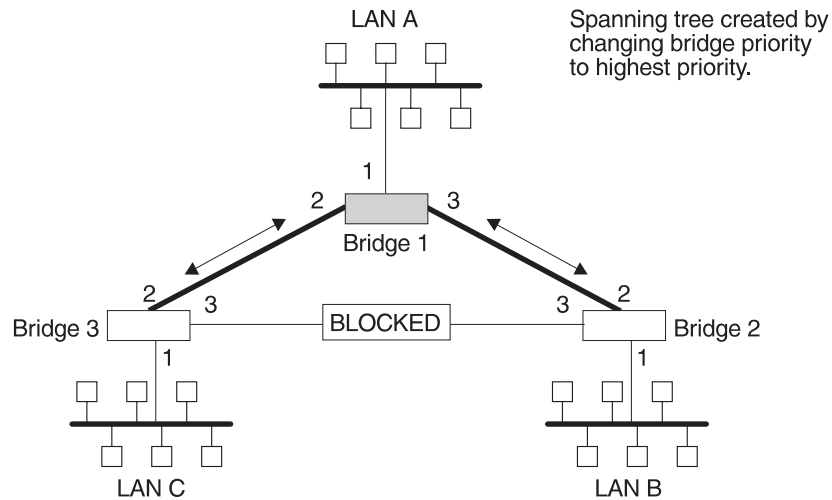 LAN A
Spanning tree created by
changing bridge priority
to highest priority.
1
2
3
Bridge 1
2
3
3
2
Bridge 3
BLOCKED
Bridge 2
1
1
LAN C
LAN B